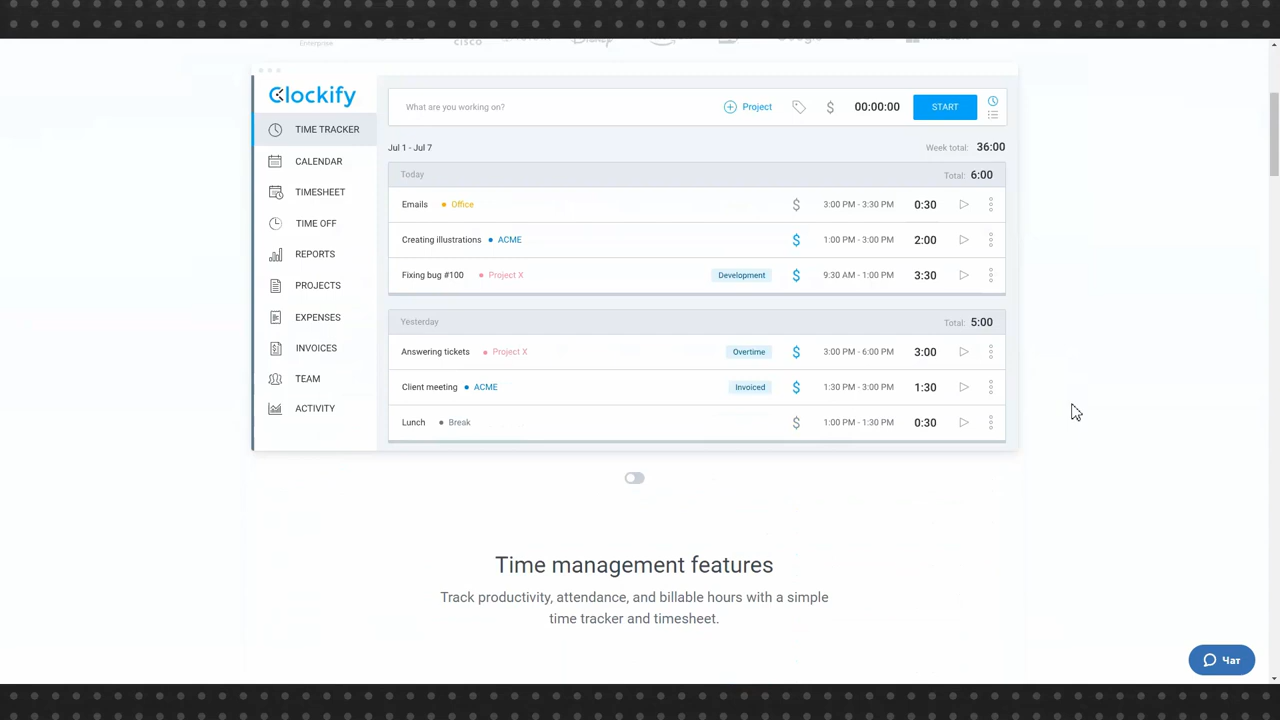 Enterprise
CISCO
Clockify
TIME TRACKER
CALENDAR
TIMESHEET
TIME OFF
REPORTS
PROJECTS
EXPENSES
INVOICES
TEAM
ACTIVITY
What are you working on? Project $ 00:00:00 START
Jul 1 - Jul 7 Week total: 36:00
Today Total: 6:00
Emails • Office $ 3:00 PM - 3:30 PM 0:30
Creating illustrations • ACME $ 1:00 PM - 3:00 PM 2:00
Fixing bug #100 • Project X Development $ 9:30 AM - 1:00 PM 3:30
Yesterday Total: 5:00
Answering tickets • Project X Overtime $ 3:00 PM - 6:00 PM 3:00
Client meeting • ACME Invoiced $ 1:30 PM - 3:00 PM 1:30
Lunch • Break $ 1:00 PM - 1:30 PM 0:30
Time management features
Track productivity, attendance, and billable hours with a simple
time tracker and timesheet.
Чат